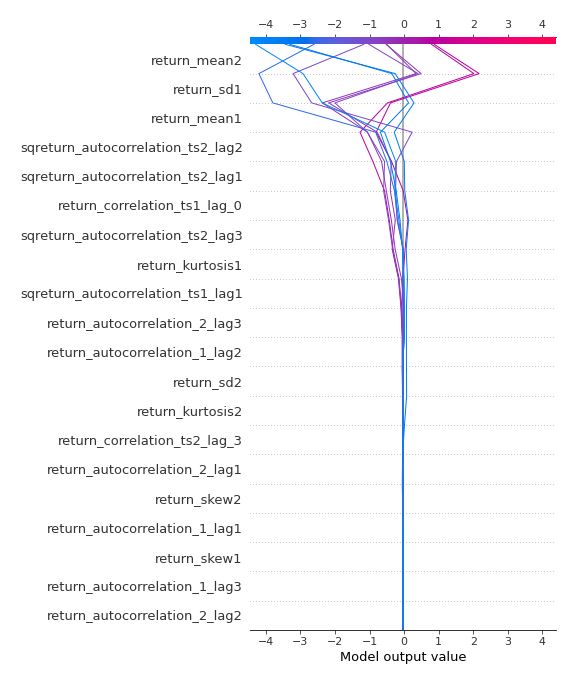 −4 −3 −2 −1 0 1 2 3 4
return_mean2
return_sd1
return_mean1
sqreturn_autocorrelation_ts2_lag2
sqreturn_autocorrelation_ts2_lag1
return_correlation_ts1_lag_0
sqreturn_autocorrelation_ts2_lag3
return_kurtosis1
sqreturn_autocorrelation_ts1_lag1
return_autocorrelation_2_lag3
return_autocorrelation_1_lag2
return_sd2
return_kurtosis2
return_correlation_ts2_lag_3
return_autocorrelation_2_lag1
return_skew2
return_autocorrelation_1_lag1
return_skew1
return_autocorrelation_1_lag3
return_autocorrelation_2_lag2
−4 −3 −2 −1 0 1 2 3 4
Model output value